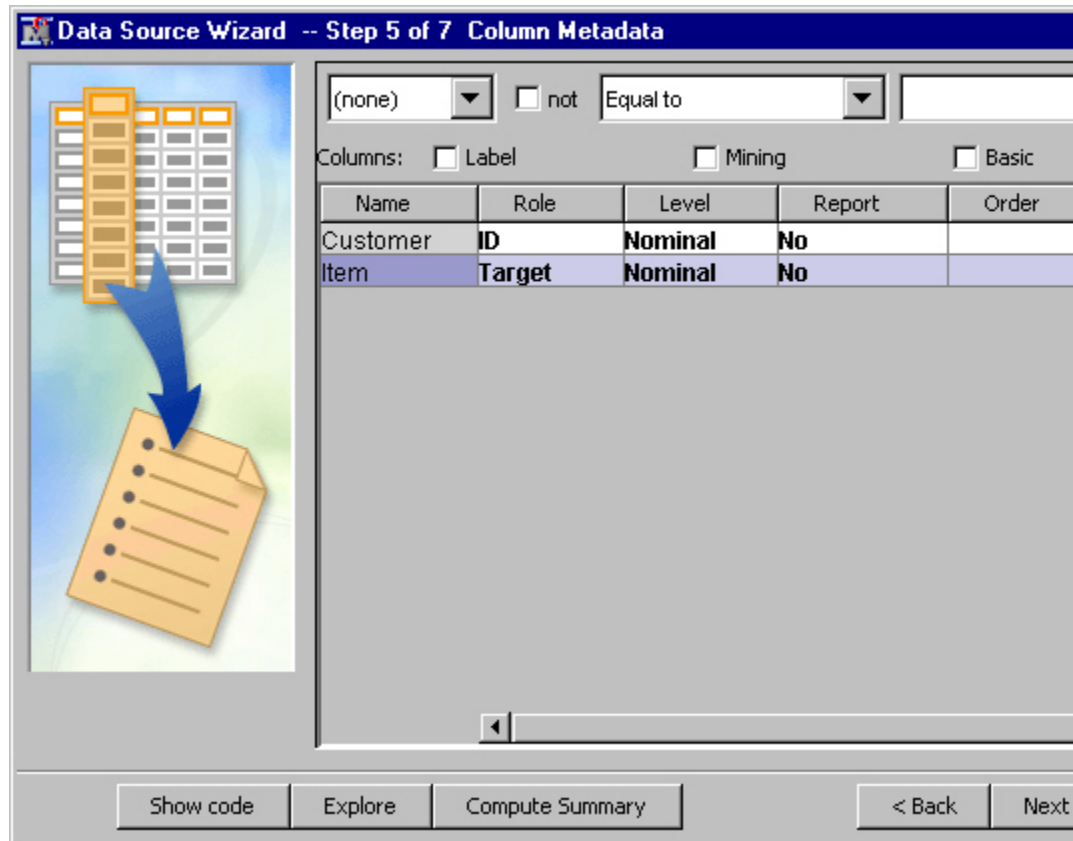 Data Source Wizard -- Step 5 of 7 Column Metadata
(none) not Equal to
Columns: Label Mining Basic
Name Role Level Report Order
Customer ID Nominal No
Item Target Nominal No
Show code Explore Compute Summary < Back Next